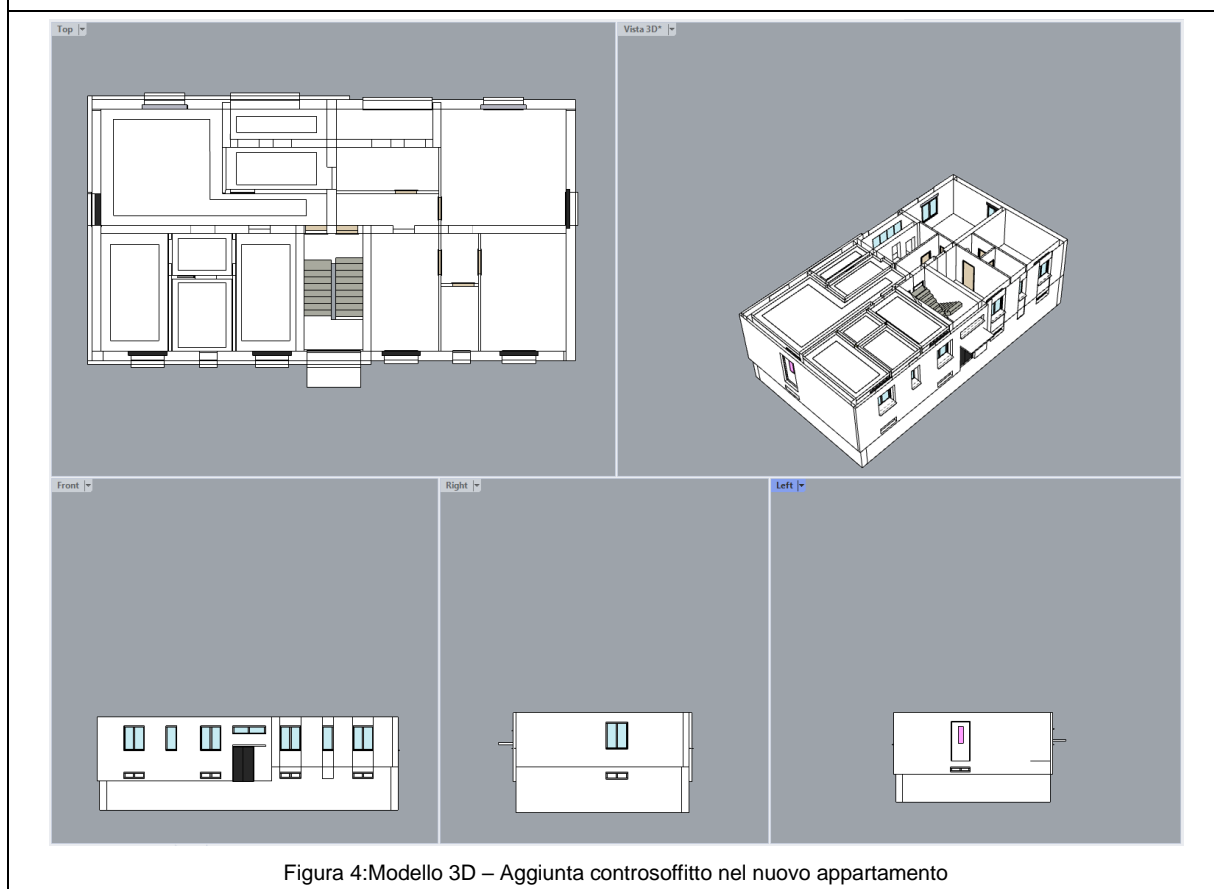 Top
Vista 3D*
Front
Right
Left
Figura 4:Modello 3D – Aggiunta controsoffitto nel nuovo appartamento